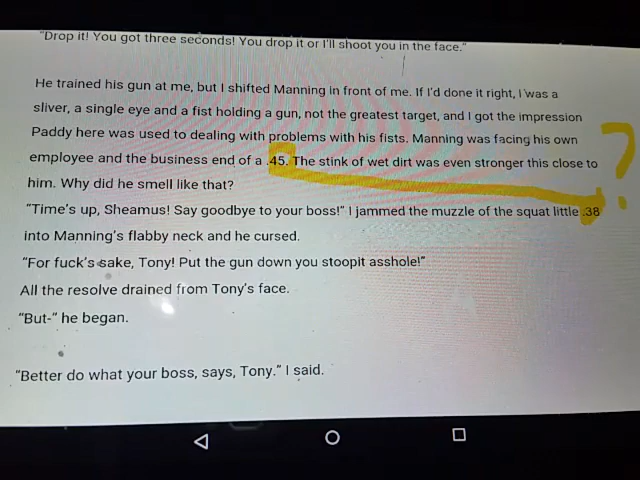 "Drop it! You got three seconds! You drop it or I'll shoot you in the face."
He trained his gun at me, but I shifted Manning in front of me. If I'd done it right, I was a
sliver, a single eye and a fist holding a gun, not the greatest target, and I got the impression
Paddy here was used to dealing with problems with his fists. Manning was facing his own
employee and the business end of a .45. The stink of wet dirt was even stronger this close to
him. Why did he smell like that?
"Time's up, Sheamus! Say goodbye to your boss!" I jammed the muzzle of the squat little .38
into Manning's flabby neck and he cursed.
"For fuck's sake, Tony! Put the gun down you stoopit asshole!"
All the resolve drained from Tony's face.
"But-" he began.
"Better do what your boss, says, Tony." I said.
?